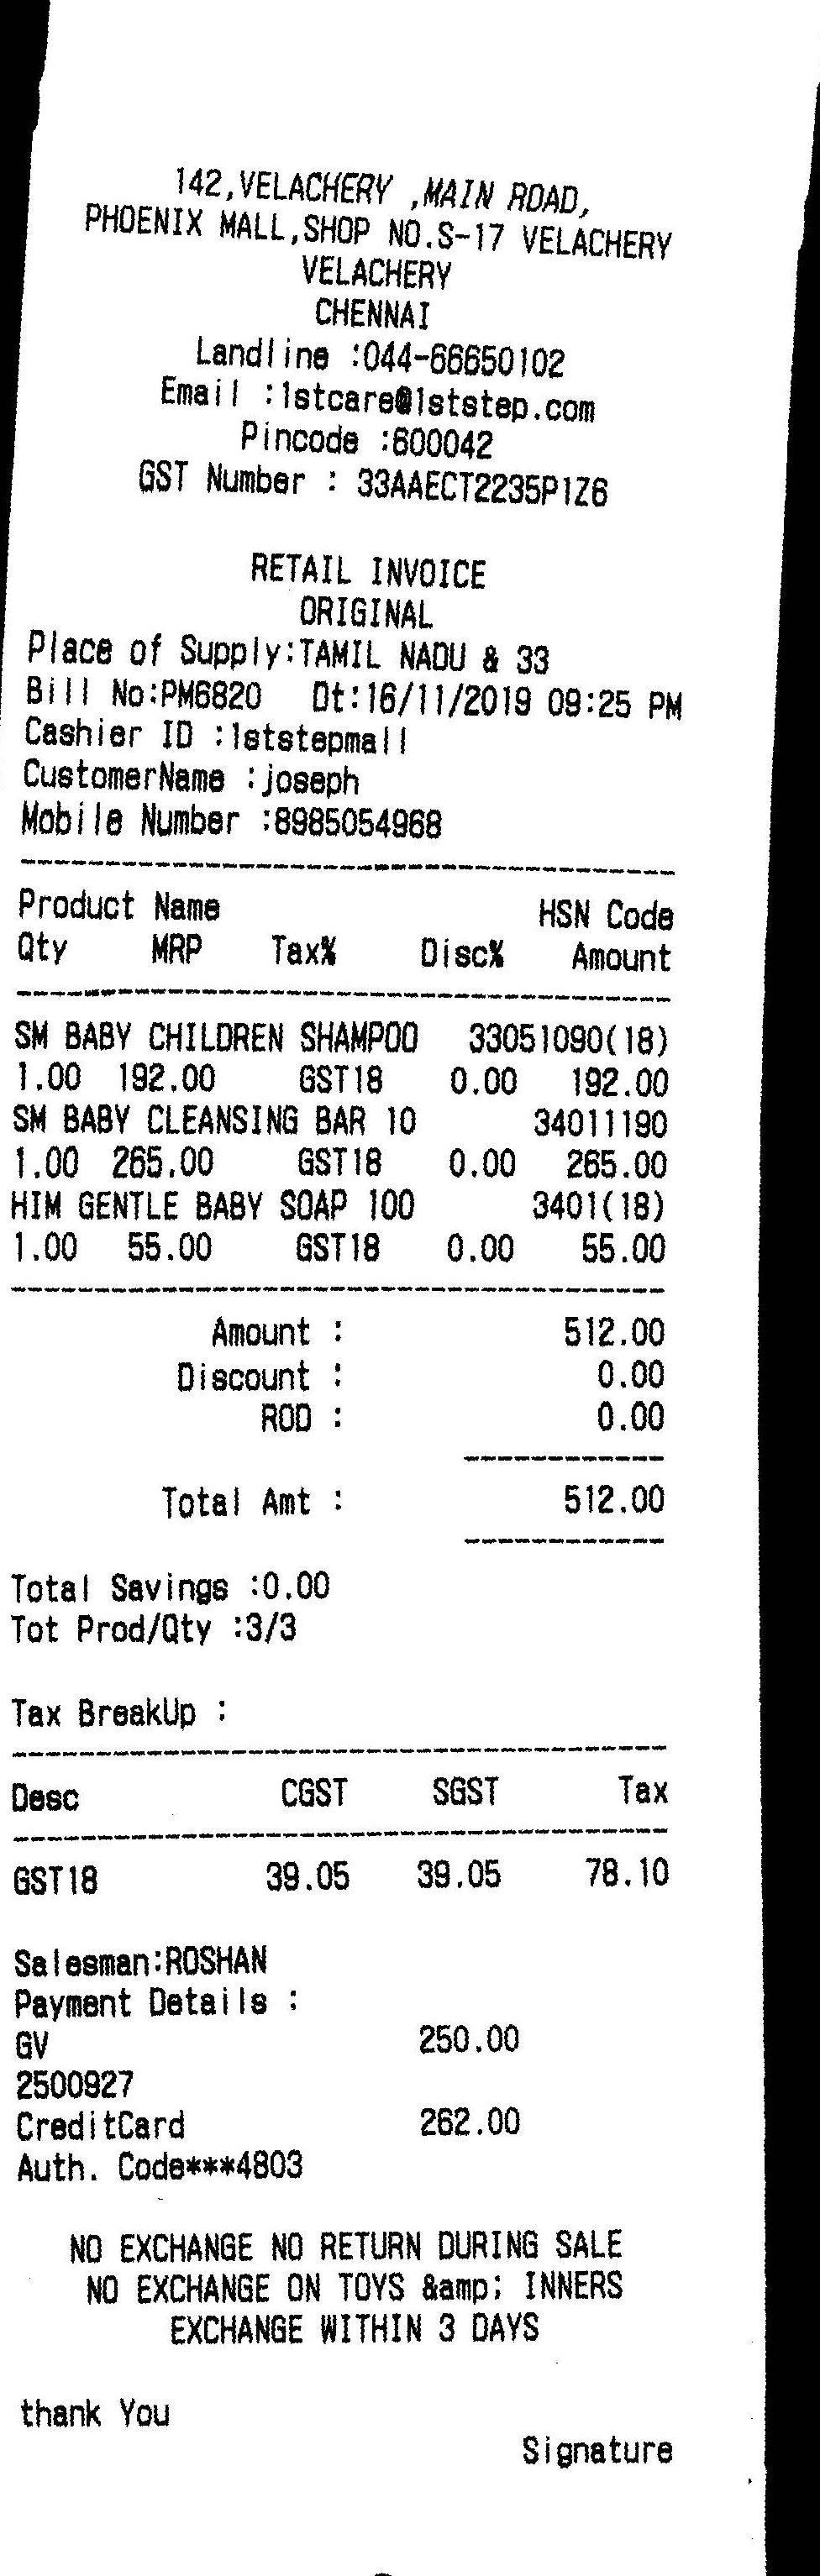 142,VELACHERY ,MAIN ROAD,
PHOENIX MALL,SHOP NO.S-17 VELACHERY
VELACHERY
CHENNAI
Landline :044-66650102
Email :1stcare@1ststep.com
Pincode :600042
GST Number : 33AAECT2235P1Z6
RETAIL INVOICE
ORIGINAL
Place of Supply:TAMIL NADU & 33
Bill No:PM6820 Dt:16/11/2019 09:25 PM
Cashier ID :1ststepmall
CustomerName :joseph
Mobile Number :8985054968
Product Name HSN Code
Qty MRP Tax% Disc% Amount
SM BABY CHILDREN SHAMPOO 33051090(18)
1.00 192.00 GST18 0.00 192.00
SM BABY CLEANSING BAR 10 34011190
1.00 265.00 GST18 0.00 265.00
HIM GENTLE BABY SOAP 100 3401(18)
1.00 55.00 GST18 0.00 55.00
Amount : 512.00
Discount : 0.00
ROD : 0.00
Total Amt : 512.00
Total Savings :0.00
Tot Prod/Qty :3/3
Tax BreakUp :
Desc CGST SGST Tax
GST18 39.05 39.05 78.10
Salesman:ROSHAN
Payment Details :
GV 250.00
2500927
CreditCard 262.00
Auth. Code***4803
NO EXCHANGE NO RETURN DURING SALE
NO EXCHANGE ON TOYS &amp; INNERS
EXCHANGE WITHIN 3 DAYS
thank You
Signature